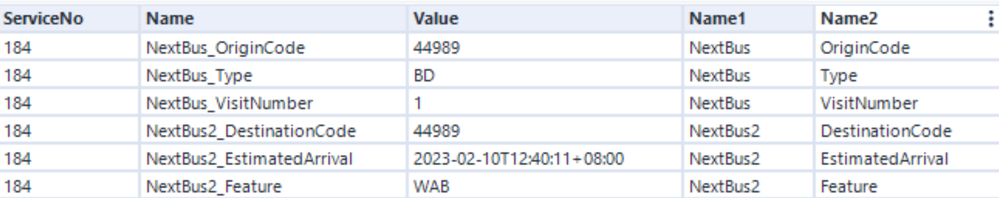 ServiceNo Name Value Name1 Name2
184 NextBus_OriginCode 44989 NextBus OriginCode
184 NextBus_Type BD NextBus Type
184 NextBus_VisitNumber 1 NextBus VisitNumber
184 NextBus2_DestinationCode 44989 NextBus2 DestinationCode
184 NextBus2_EstimatedArrival 2023-02-10T12:40:11+08:00 NextBus2 EstimatedArrival
184 NextBus2_Feature WAB NextBus2 Feature